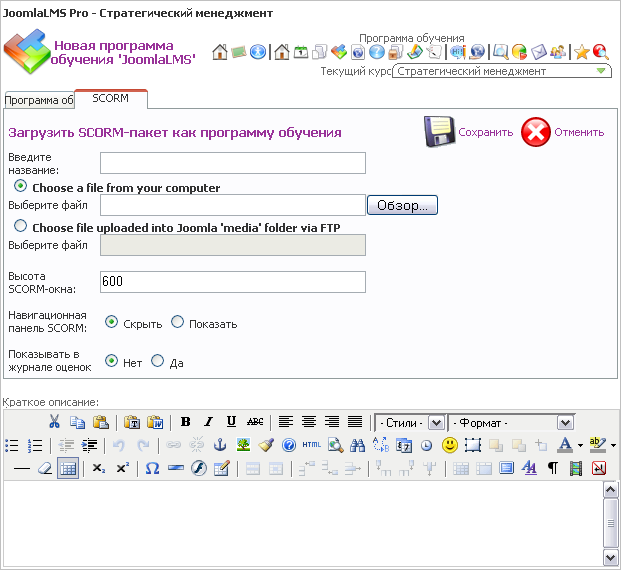 JoomlaLMS Pro - Стратегический менеджмент
Новая программа
обучения 'JoomlaLMS'
Программа обучения
Текущий курс Стратегический менеджмент
Программа об SCORM
Загрузить SCORM-пакет как программу обучения Сохранить Отменить
Введите
название:
Choose a file from your computer
Выберите файл Обзор...
Choose file uploaded into Joomla 'media' folder via FTP
Выберите файл
Высота
SCORM-окна: 600
Навигационная
панель SCORM: Скрыть Показать
Показывать в
журнале оценок Нет Да
Краткое описание:
B I U ABC - Стили - - Формат -
HTML